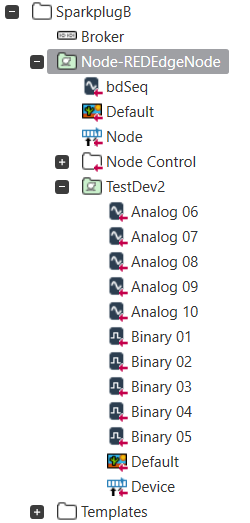 SparkplugB
Broker
Node-REDEdgeNode
bdSeq
Default
Node
Node Control
TestDev2
Analog 06
Analog 07
Analog 08
Analog 09
Analog 10
Binary 01
Binary 02
Binary 03
Binary 04
Binary 05
Default
Device
Templates